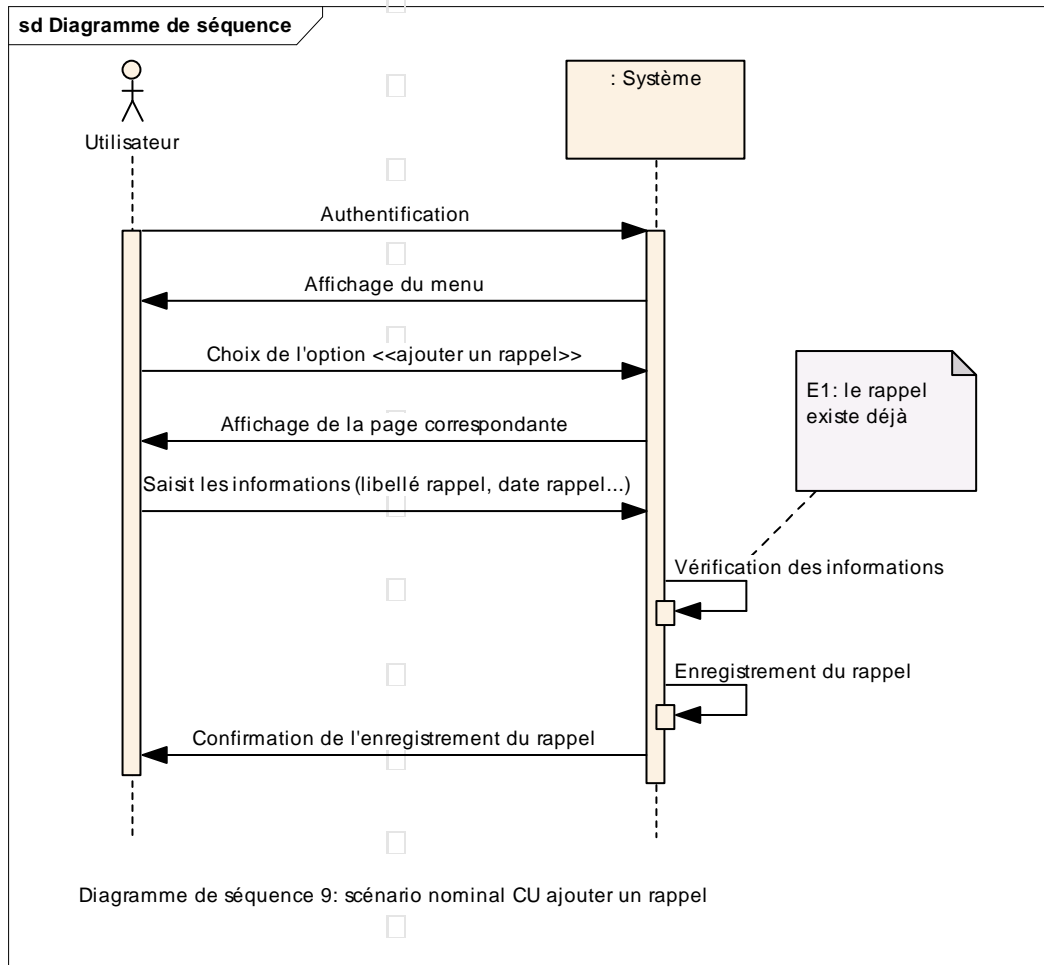 sd Diagramme de séquence
: Système
Utilisateur
Authentification
Affichage du menu
Choix de l'option <<ajouter un rappel>>
E1: le rappel
existe déjà
Affichage de la page correspondante
Saisit les informations (libellé rappel, date rappel...)
Vérification des informations
Enregistrement du rappel
Confirmation de l'enregistrement du rappel
Diagramme de séquence 9: scénario nominal CU ajouter un rappel